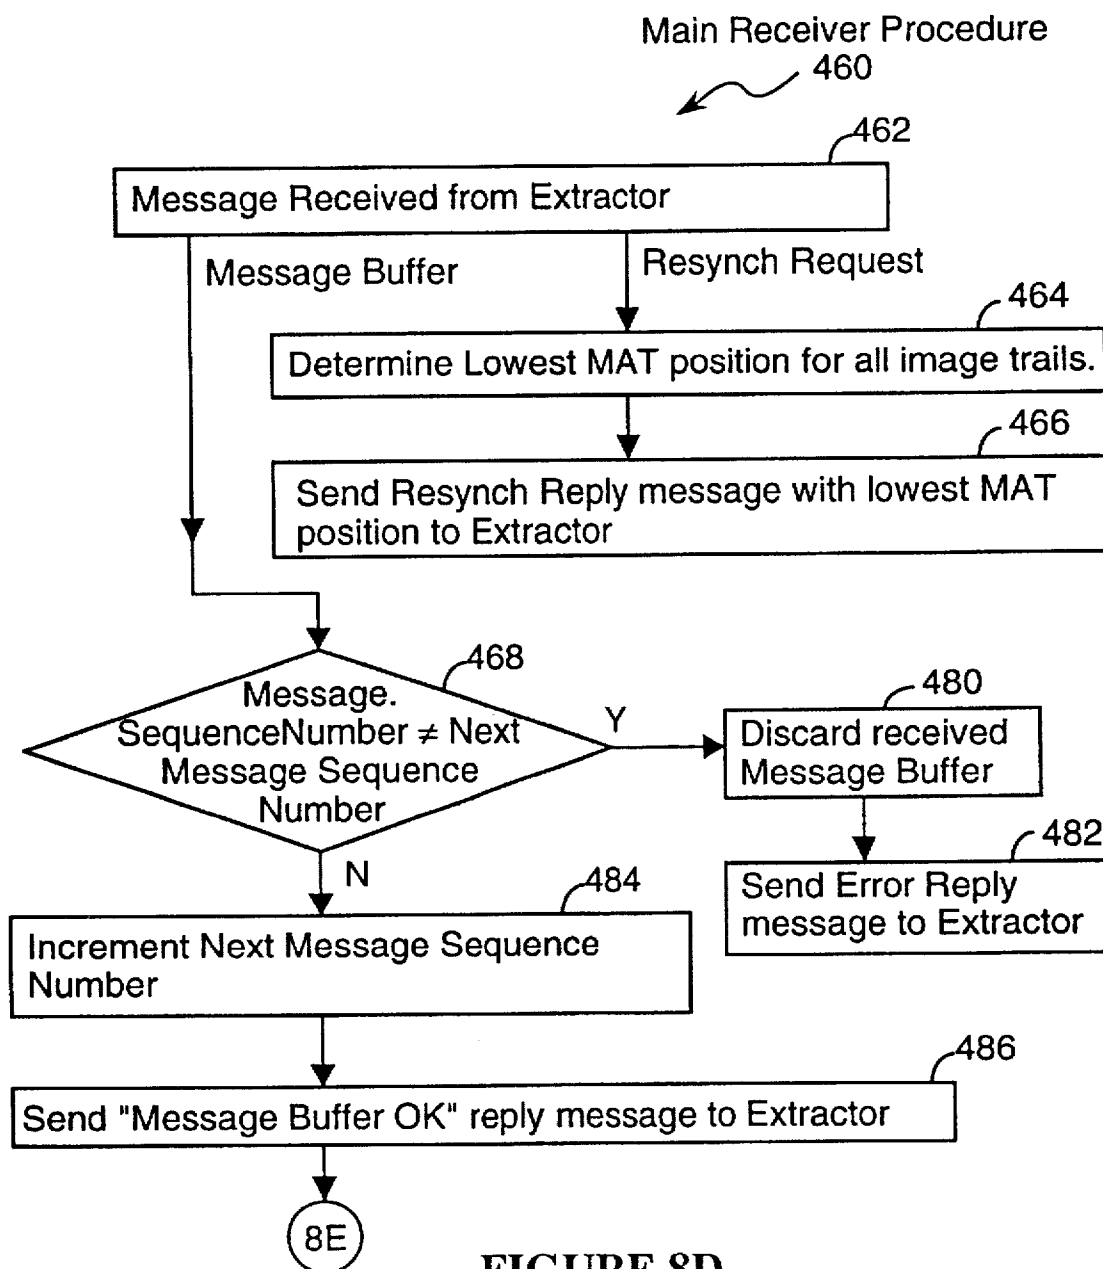 Main Receiver Procedure
460
462
Message Received from Extractor
Message Buffer
Resynch Request
464
Determine Lowest MAT position for all image trails.
466
Send Resynch Reply message with lowest MAT
position to Extractor
468
Message.
SequenceNumber ≠ Next
Message Sequence
Number
Y
480
Discard received
Message Buffer
482
Send Error Reply
message to Extractor
N
484
Increment Next Message Sequence
Number
486
Send "Message Buffer OK" reply message to Extractor
8E
FIGURE 8D